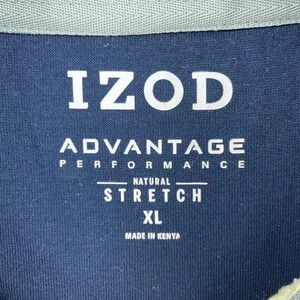 IZOD
ADVANTAGE
PERFORMANCE
NATURAL
STRETCH
XL
MADE IN KENYA